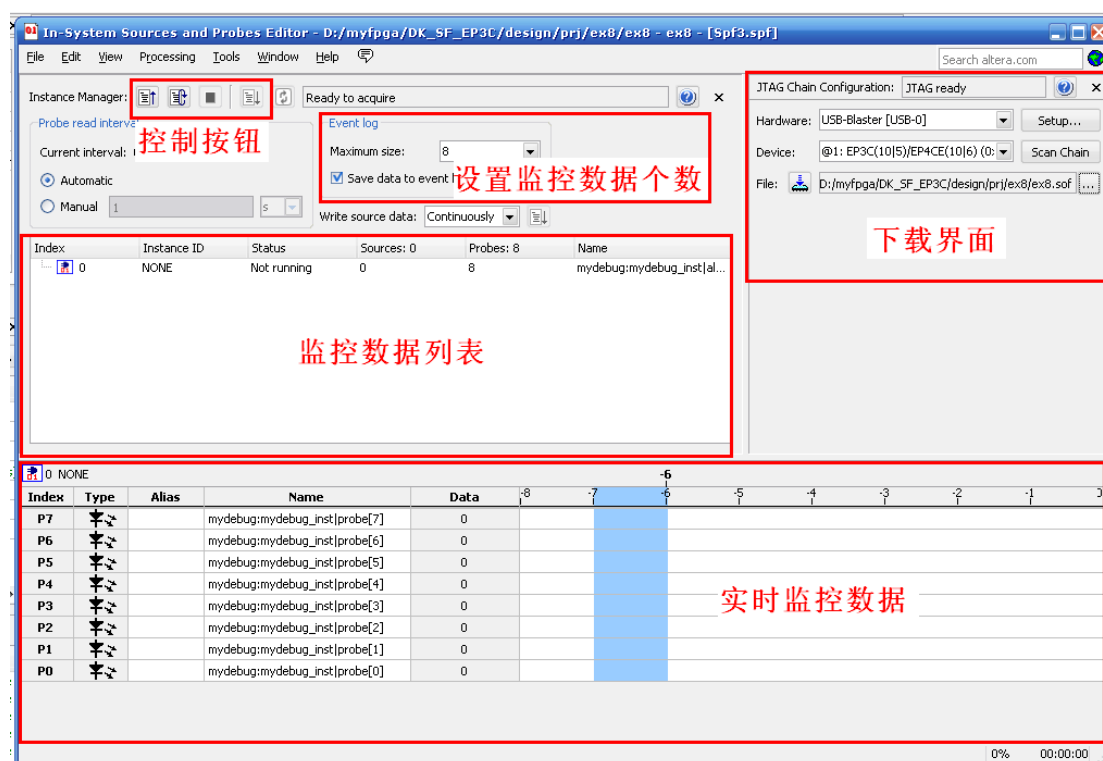 In-System Sources and Probes Editor - D:/myfpga/DK_SF_EP3C/design/prj/ex8/ex8 - ex8 - [Spf3.spf]
File Edit View Processing Tools Window Help
Search altera.com
Instance Manager: Ready to acquire
控制按钮
Probe read
Current interval:
Automatic
Manual 1 s
Event log
Maximum size: 8
Save data to event
设置监控数据个数
Write source data: Continuously
JTAG Chain Configuration: JTAG ready
Hardware: USB-Blaster [USB-0] Setup...
Device: @1: EP3C(10|5)/EP4CE(10|6) (0: Scan Chain
File: D:/myfpga/DK_SF_EP3C/design/prj/ex8/ex8.sof ...
下载界面
Index Instance ID Status Sources: 0 Probes: 8 Name
0 NONE Not running 0 8 mydebug:mydebug_inst|al...
监控数据列表
0 NONE -6
Index Type Alias Name Data -8 -7 -6 -5 -4 -3 -2 -1
P7 mydebug:mydebug_inst|probe[7] 0
P6 mydebug:mydebug_inst|probe[6] 0
P5 mydebug:mydebug_inst|probe[5] 0
P4 mydebug:mydebug_inst|probe[4] 0
P3 mydebug:mydebug_inst|probe[3] 0
P2 mydebug:mydebug_inst|probe[2] 0
P1 mydebug:mydebug_inst|probe[1] 0
P0 mydebug:mydebug_inst|probe[0] 0
实时监控数据
0% 00:00:00